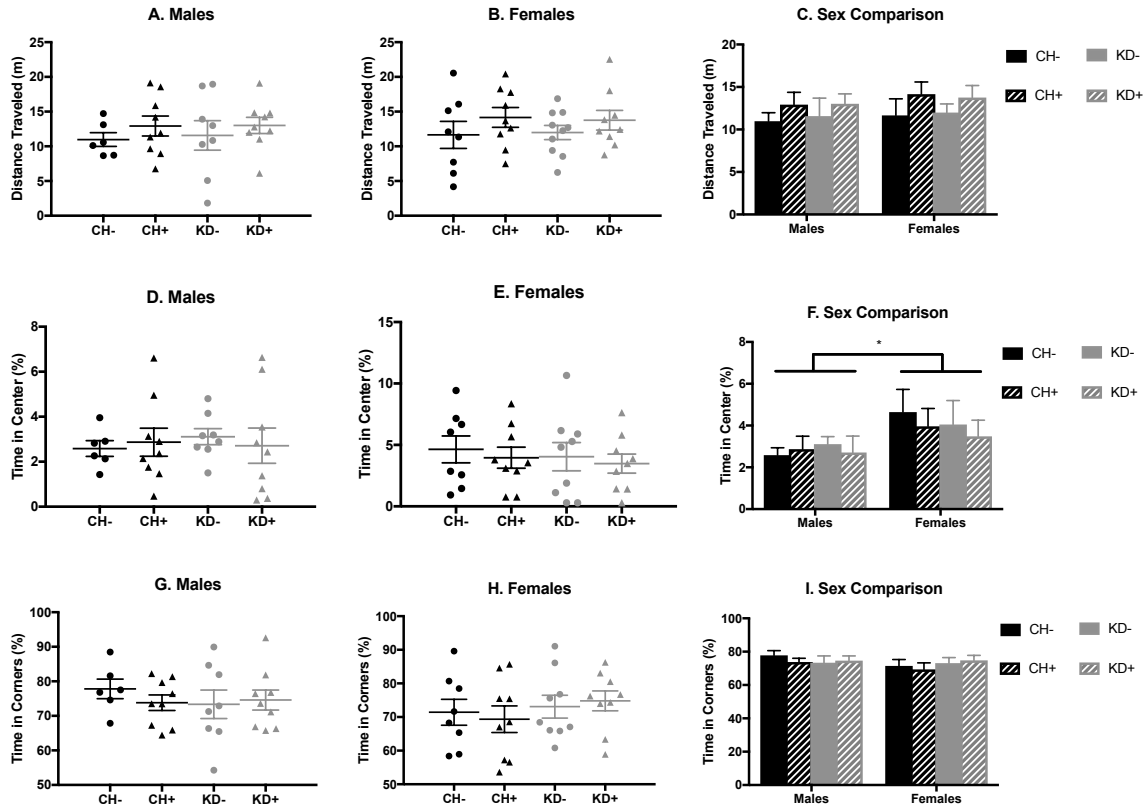 A. Males
Distance Traveled (m)
25
20
15
10
5
0
CH- CH+ KD- KD+
B. Females
Distance Traveled (m)
25
20
15
10
5
0
CH- CH+ KD- KD+
C. Sex Comparison
Distance Traveled (m)
20
15
10
5
0
Males Females
CH- KD-
CH+ KD+
D. Males
Time in Center (%)
8
6
4
2
0
CH- CH+ KD- KD+
E. Females
Time in Center (%)
15
10
5
0
CH- CH+ KD- KD+
F. Sex Comparison
Time in Center (%)
8
6
4
2
0
*
Males Females
CH- KD-
CH+ KD+
G. Males
Time in Corners (%)
100
90
80
70
60
50
CH- CH+ KD- KD+
H. Females
Time in Corners (%)
100
90
80
70
60
50
CH- CH+ KD- KD+
I. Sex Comparison
Time in Corners (%)
100
80
60
40
20
0
Males Females
CH- KD-
CH+ KD+